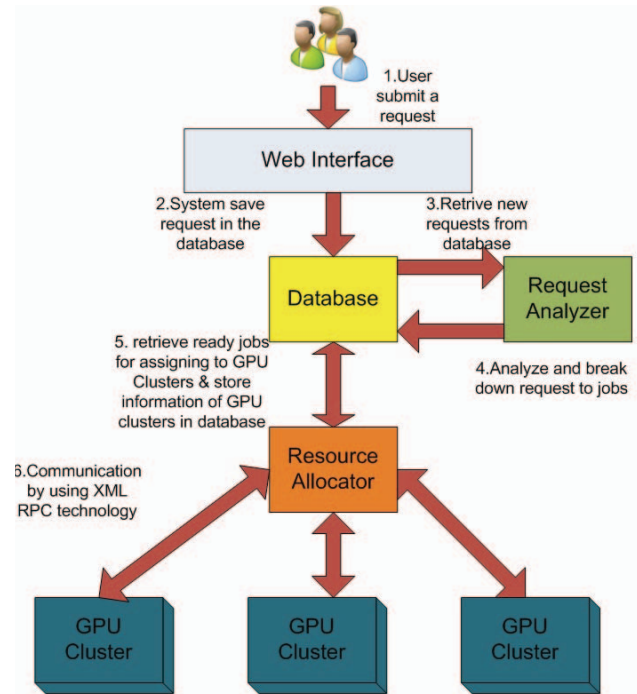 1.User
submit a
request
Web Interface
2.System save
request in the
database
3.Retrive new
requests from
database
Database
Request
Analyzer
5. retrieve ready jobs
for assigning to GPU
Clusters & store
information of GPU
clusters in database
4.Analyze and break
down request to jobs
Resource
Allocator
6.Communication
by using XML
RPC technology
GPU
Cluster
GPU
Cluster
GPU
Cluster